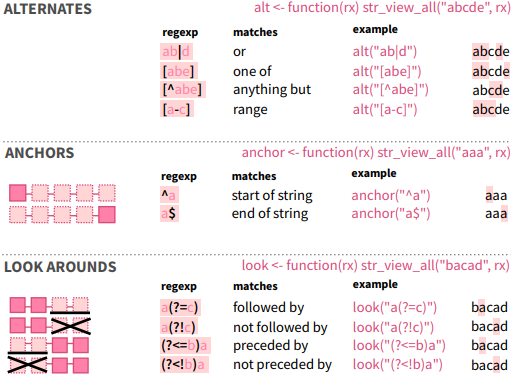 ALTERNATES alt <- function(rx) str_view_all("abcde", rx)
regexp matches example
ab|d or alt("ab|d") abcde
[abe] one of alt("[abe]") abcde
[^abe] anything but alt("[^abe]") abcde
[a-c] range alt("[a-c]") abcde
ANCHORS anchor <- function(rx) str_view_all("aaa", rx)
regexp matches example
^a start of string anchor("^a") aaa
a$ end of string anchor("a$") aaa
LOOK AROUNDS look <- function(rx) str_view_all("bacad", rx)
regexp matches example
a(?=c) followed by look("a(?=c)") bacad
a(?!c) not followed by look("a(?!c)") bacad
(?<=b)a preceded by look("(?<=b)a") bacad
(?<!b)a not preceded by look("(?<!b)a") bacad